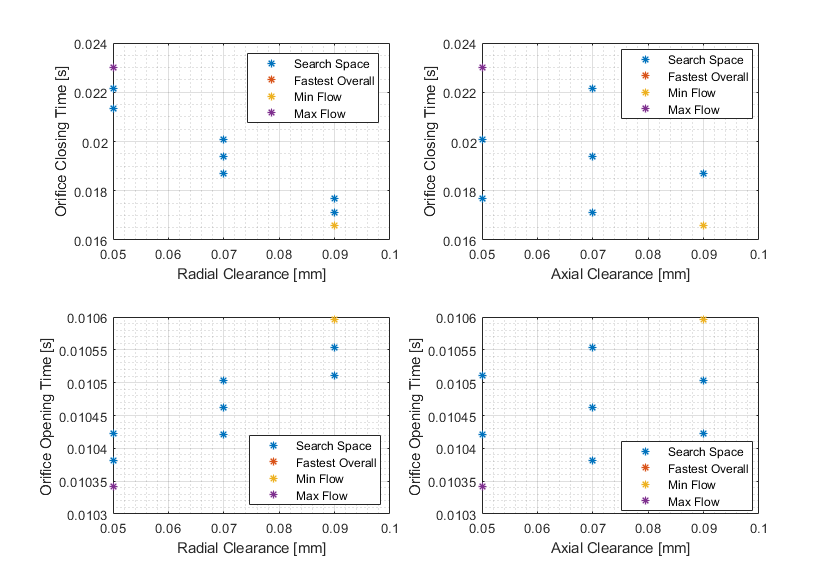 0.024
0.022
0.02
0.018
0.016
Orifice Closing Time [s]
Search Space
Fastest Overall
Min Flow
Max Flow
0.05 0.06 0.07 0.08 0.09 0.1
Radial Clearance [mm]
0.024
0.022
0.02
0.018
0.016
Orifice Closing Time [s]
Search Space
Fastest Overall
Min Flow
Max Flow
0.05 0.06 0.07 0.08 0.09 0.1
Axial Clearance [mm]
0.0106
0.01055
0.0105
0.01045
0.0104
0.01035
0.0103
Orifice Opening Time [s]
Search Space
Fastest Overall
Min Flow
Max Flow
0.05 0.06 0.07 0.08 0.09 0.1
Radial Clearance [mm]
0.0106
0.01055
0.0105
0.01045
0.0104
0.01035
0.0103
Orifice Opening Time [s]
Search Space
Fastest Overall
Min Flow
Max Flow
0.05 0.06 0.07 0.08 0.09 0.1
Axial Clearance [mm]